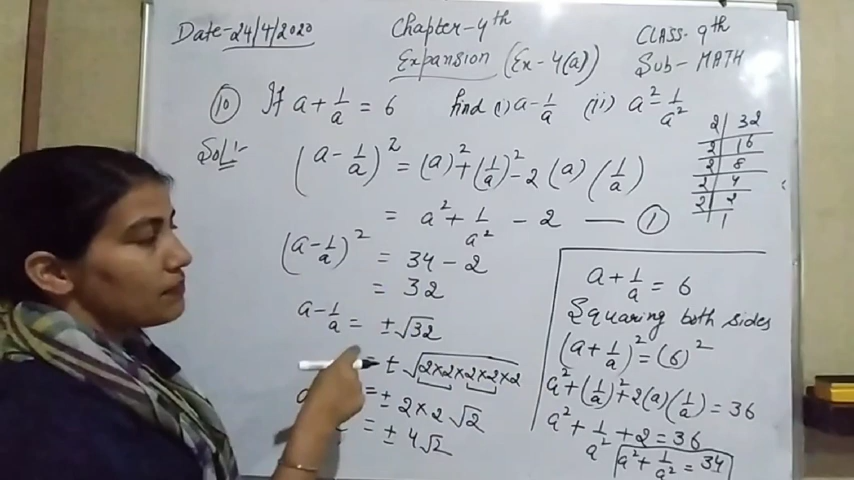 Date-24/4/2020
Chapter-4th
CLASS-9th
Expansion (Ex-4(a))
Sub-MATH
(10) If a + 1/a = 6 find (i) a - 1/a (ii) a² - 1/a²
Sol:-
(a - 1/a)² = (a)² + (1/a)² - 2 (a) (1/a)
= a² + 1/a² - 2 — (1)
(a - 1/a)² = 34 - 2
= 32
a - 1/a = ±√32
= ±√2×2×2×2×2
= ± 2×2√2
= ± 4√2
2 | 32
2 | 16
2 | 8
2 | 4
2 | 2
1
a + 1/a = 6
Squaring both sides
(a + 1/a)² = (6)²
a² + (1/a)² + 2(a)(1/a) = 36
a² + 1/a² + 2 = 36
a² + 1/a² = 34